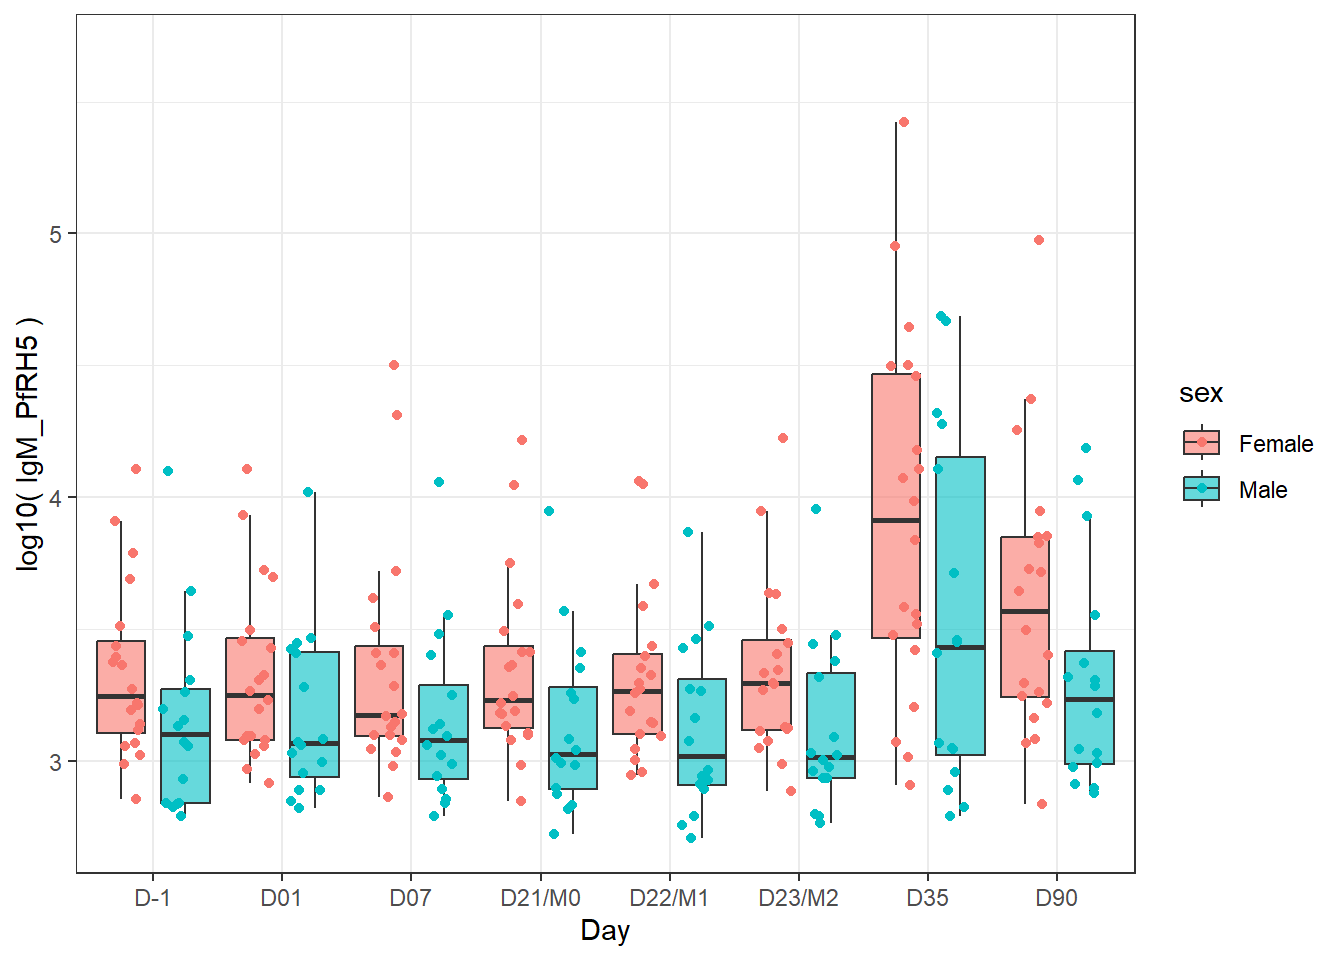 log10( IgM_PfRH5 )
5
4
3
D-1 D01 D07 D21/M0 D22/M1 D23/M2 D35 D90
Day
sex
Female
Male